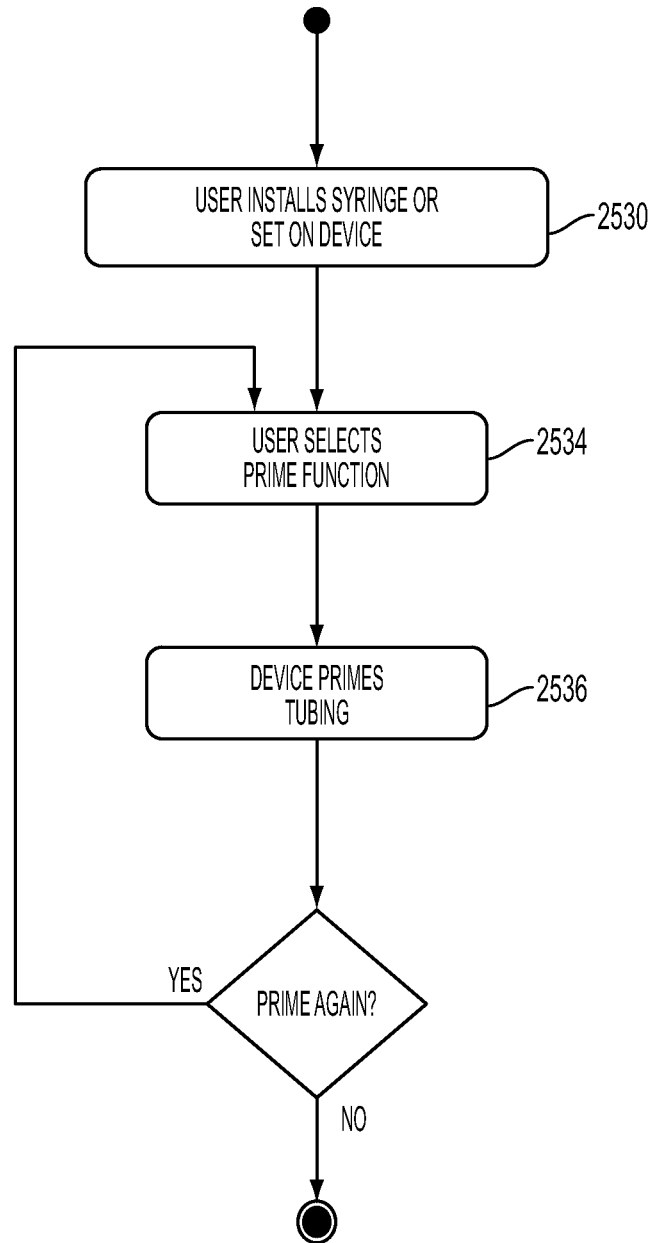 USER INSTALLS SYRINGE OR
SET ON DEVICE
2530
USER SELECTS
PRIME FUNCTION
2534
DEVICE PRIMES
TUBING
2536
YES
PRIME AGAIN?
NO